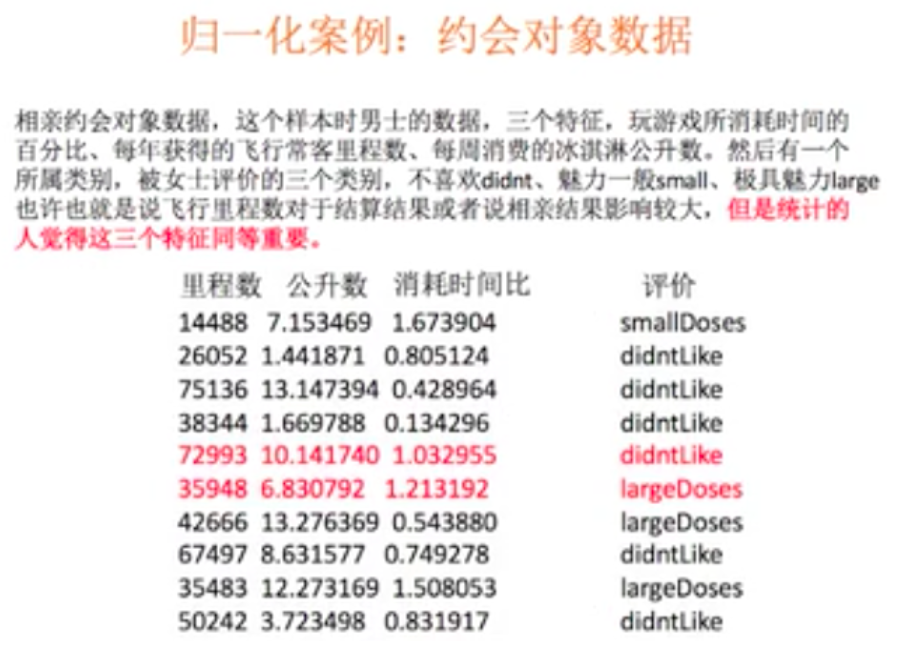 归一化案例：约会对象数据
相亲约会对象数据，这个样本时男士的数据，三个特征，玩游戏所消耗时间的
百分比、每年获得的飞行常客里程数、每周消费的冰淇淋公升数。然后有一个
所属类别，被女士评价的三个类别，不喜欢didnt、魅力一般small、极具魅力large
也许也就是说飞行里程数对于结算结果或者说相亲结果影响较大，但是统计的
人觉得这三个特征同等重要。
里程数 公升数 消耗时间比 评价
14488 7.153469 1.673904 smallDoses
26052 1.441871 0.805124 didntLike
75136 13.147394 0.428964 didntLike
38344 1.669788 0.134296 didntLike
72993 10.141740 1.032955 didntLike
35948 6.830792 1.213192 largeDoses
42666 13.276369 0.543880 largeDoses
67497 8.631577 0.749278 didntLike
35483 12.273169 1.508053 largeDoses
50242 3.723498 0.831917 didntLike